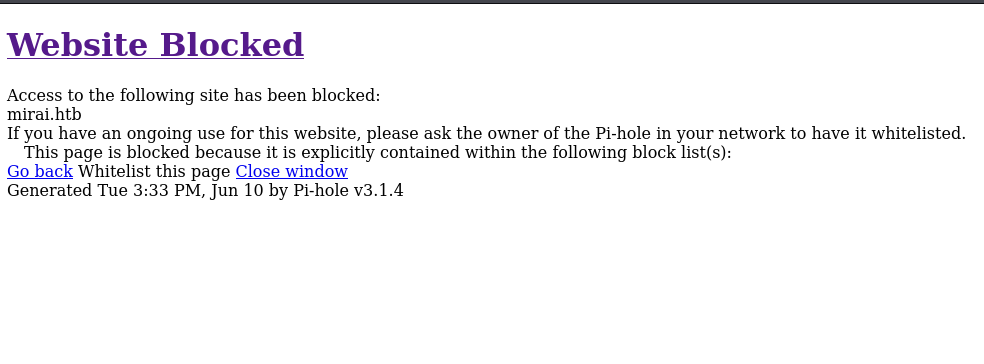 Website Blocked
Access to the following site has been blocked:
mirai.htb
If you have an ongoing use for this website, please ask the owner of the Pi-hole in your network to have it whitelisted.
This page is blocked because it is explicitly contained within the following block list(s):
Go back Whitelist this page Close window
Generated Tue 3:33 PM, Jun 10 by Pi-hole v3.1.4